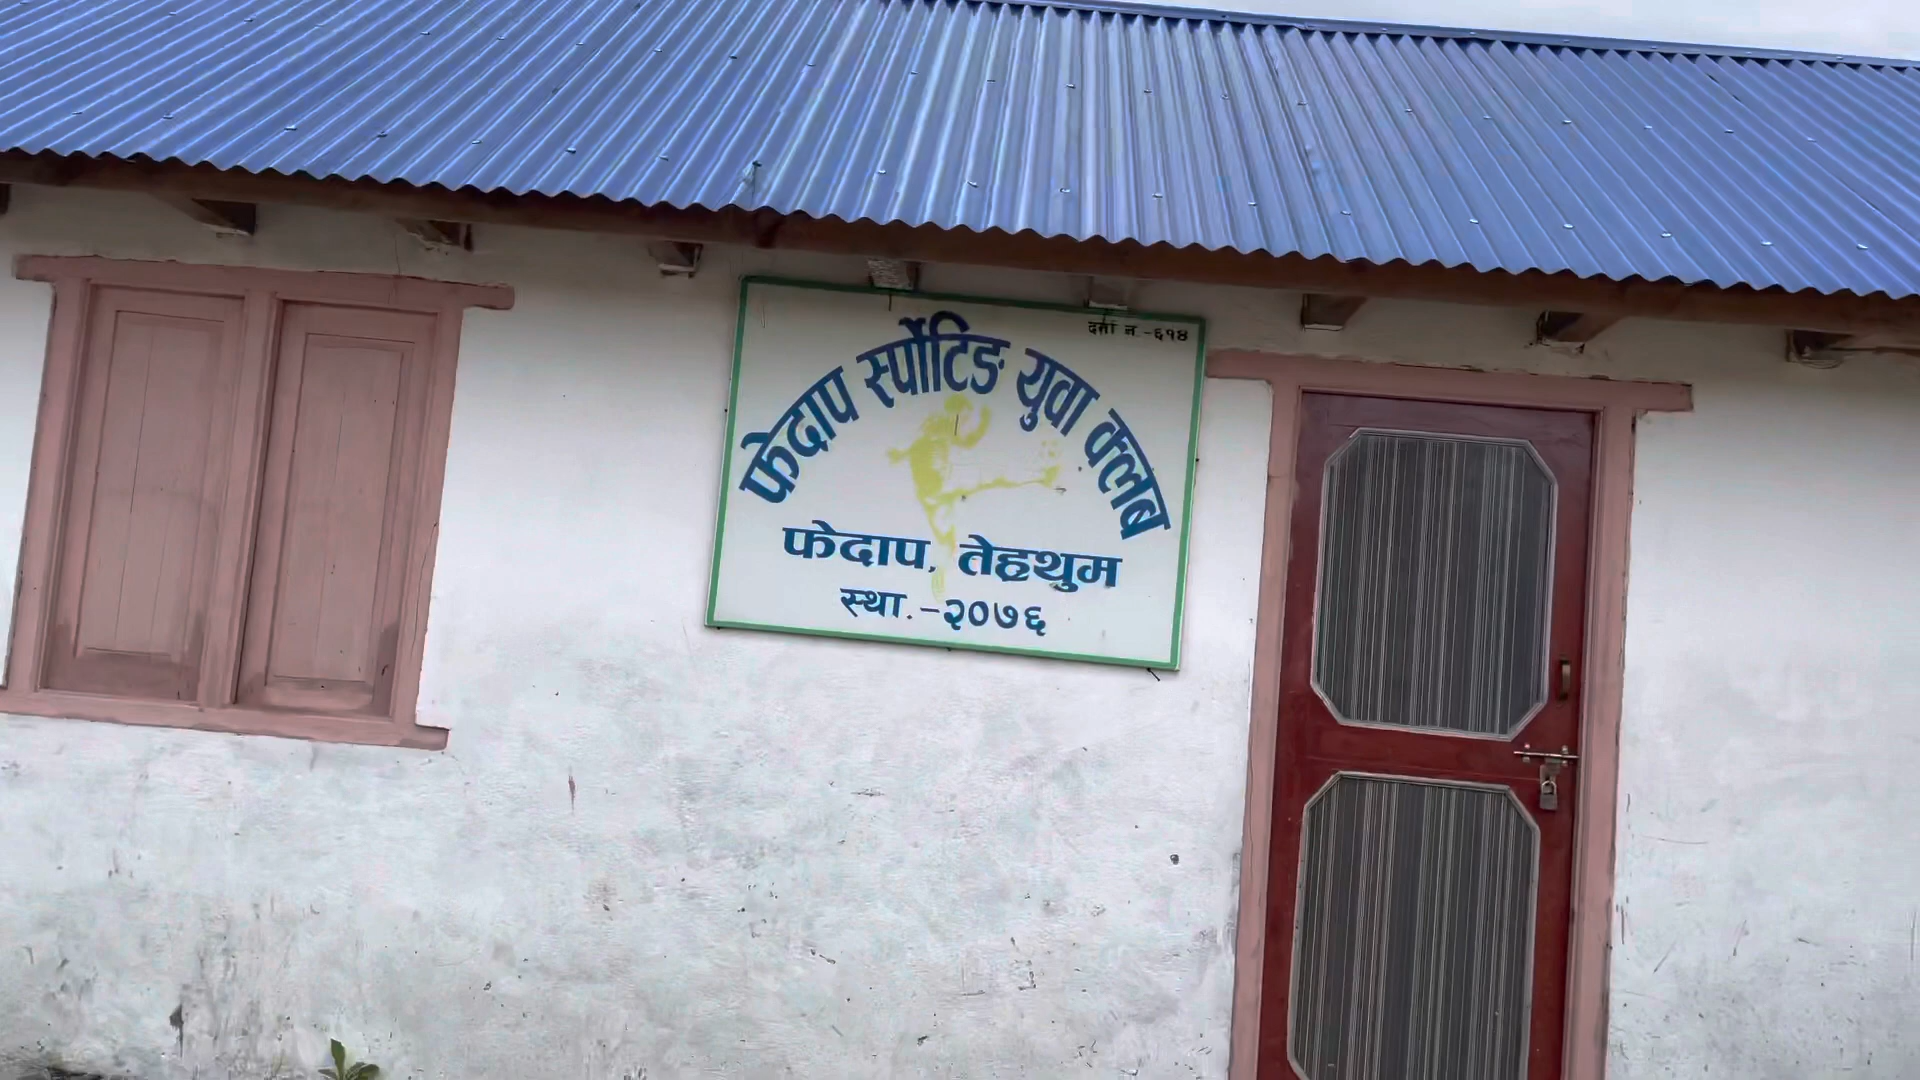 दर्ता नं -६१४
फेदाप र्स्पोटिङ युवा क्लब
फेदाप, तेह्रथुम
स्था.-२०७६